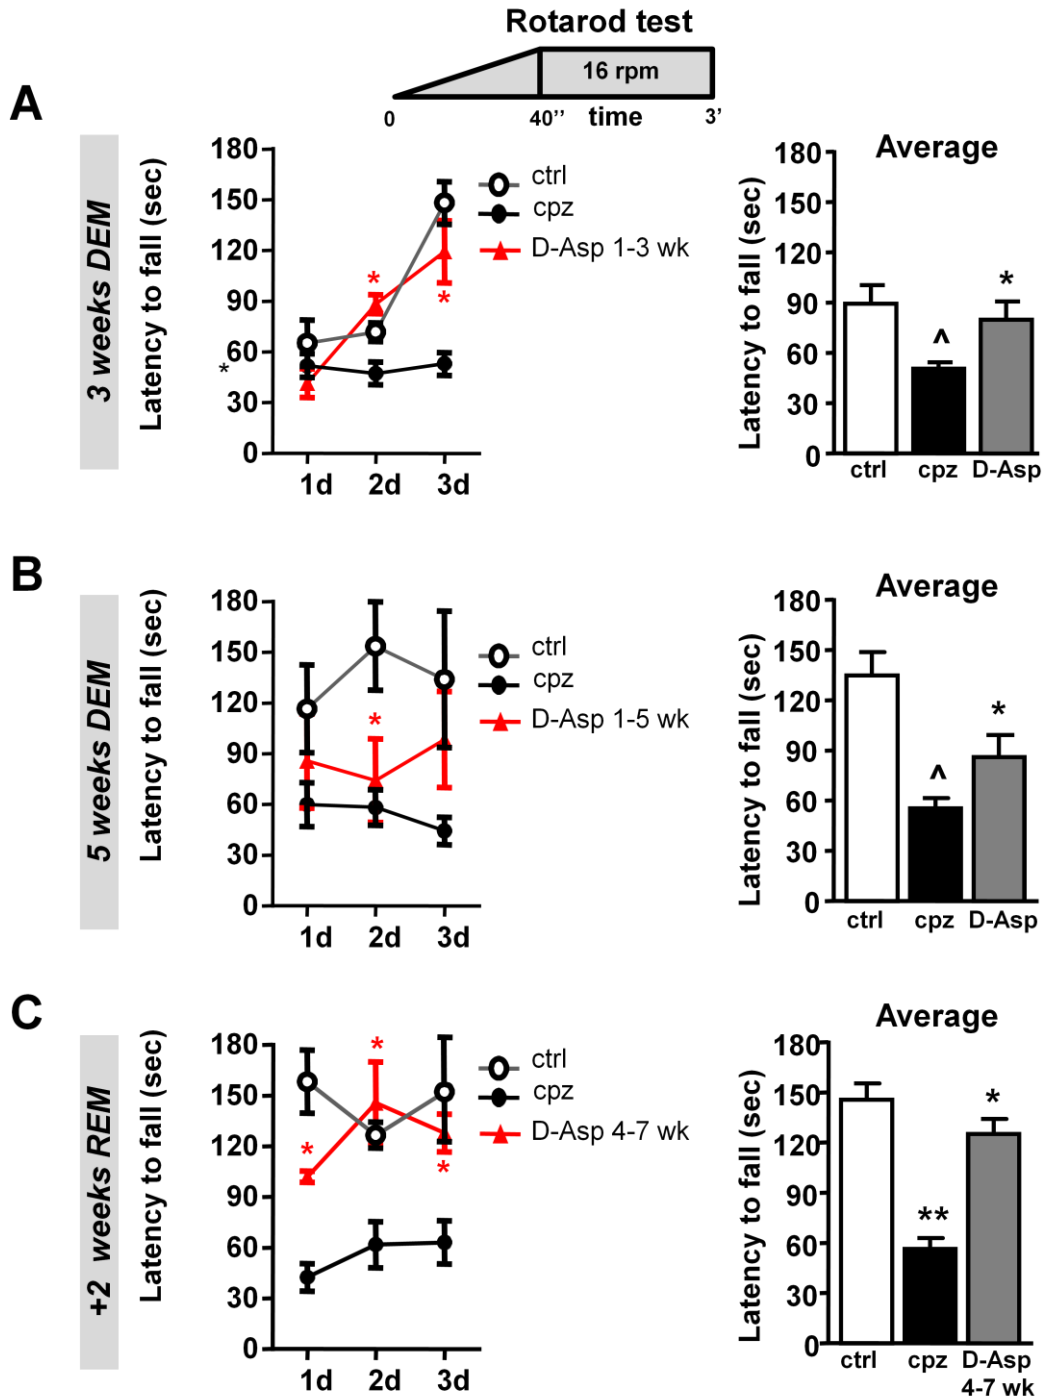 Rotarod test
16 rpm
0 40’’ time 3’
A
3 weeks DEM
Latency to fall (sec)
180
150
120
90
60
30
0
1d 2d 3d
*
*
*
ctrl
cpz
D-Asp 1-3 wk
Average
Latency to fall (sec)
180
150
120
90
60
30
0
^
*
ctrl cpz D-Asp
B
5 weeks DEM
Latency to fall (sec)
180
150
120
90
60
30
0
1d 2d 3d
*
ctrl
cpz
D-Asp 1-5 wk
Average
Latency to fall (sec)
180
150
120
90
60
30
0
^
*
ctrl cpz D-Asp
C
+2 weeks REM
Latency to fall (sec)
180
150
120
90
60
30
0
1d 2d 3d
*
*
*
ctrl
cpz
D-Asp 4-7 wk
Average
Latency to fall (sec)
180
150
120
90
60
30
0
**
*
ctrl cpz D-Asp
4-7 wk